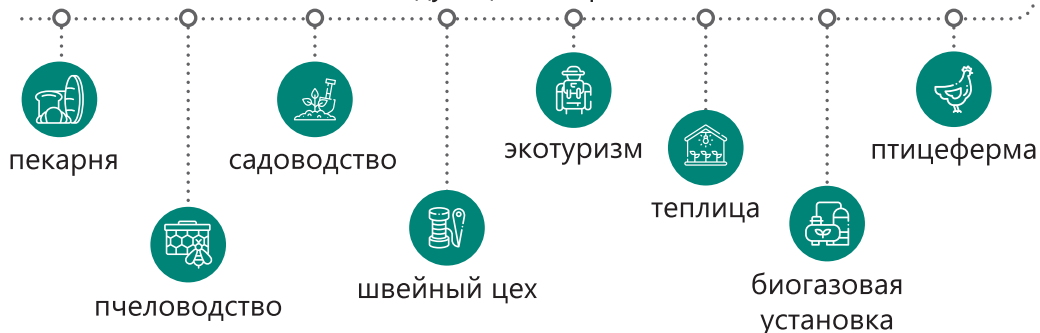 пекарня
садоводство
экотуризм
птицеферма
теплица
пчеловодство
швейный цех
биогазовая
установка